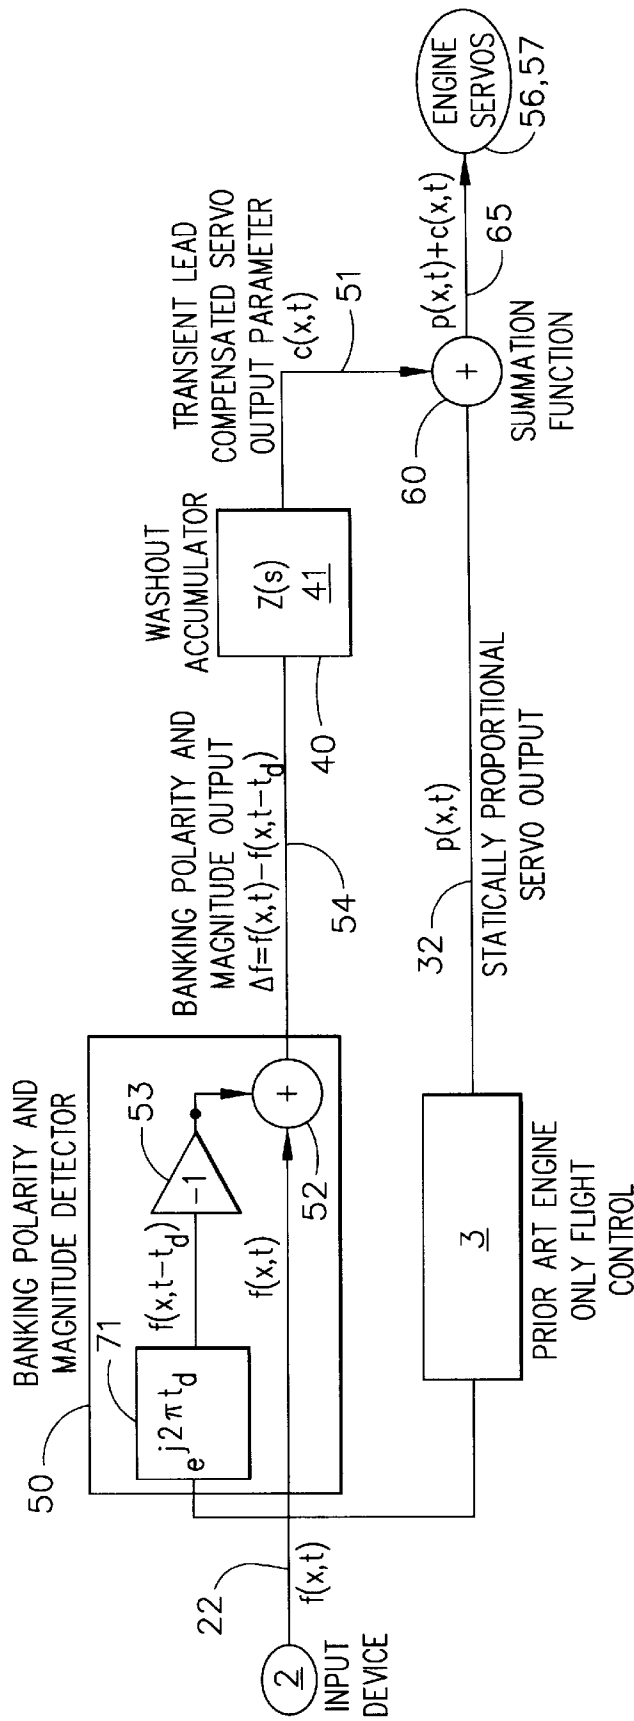 BANKING POLARITY AND
MAGNITUDE DETECTOR
50
71
e^{j2πt_d}
f(x,t-t_d)
-1
53
f(x,t)
+
52
2
INPUT
DEVICE
22
f(x,t)
BANKING POLARITY AND
MAGNITUDE OUTPUT
Δf=f(x,t)-f(x,t-t_d)
54
WASHOUT
ACCUMULATOR
Z(s)
41
40
TRANSIENT LEAD
COMPENSATED SERVO
OUTPUT PARAMETER
c(x,t)
51
3
PRIOR ART ENGINE
ONLY FLIGHT
CONTROL
32
p(x,t)
STATICALLY PROPORTIONAL
SERVO OUTPUT
60
+
SUMMATION
FUNCTION
p(x,t)+c(x,t)
65
ENGINE
SERVOS
56,57